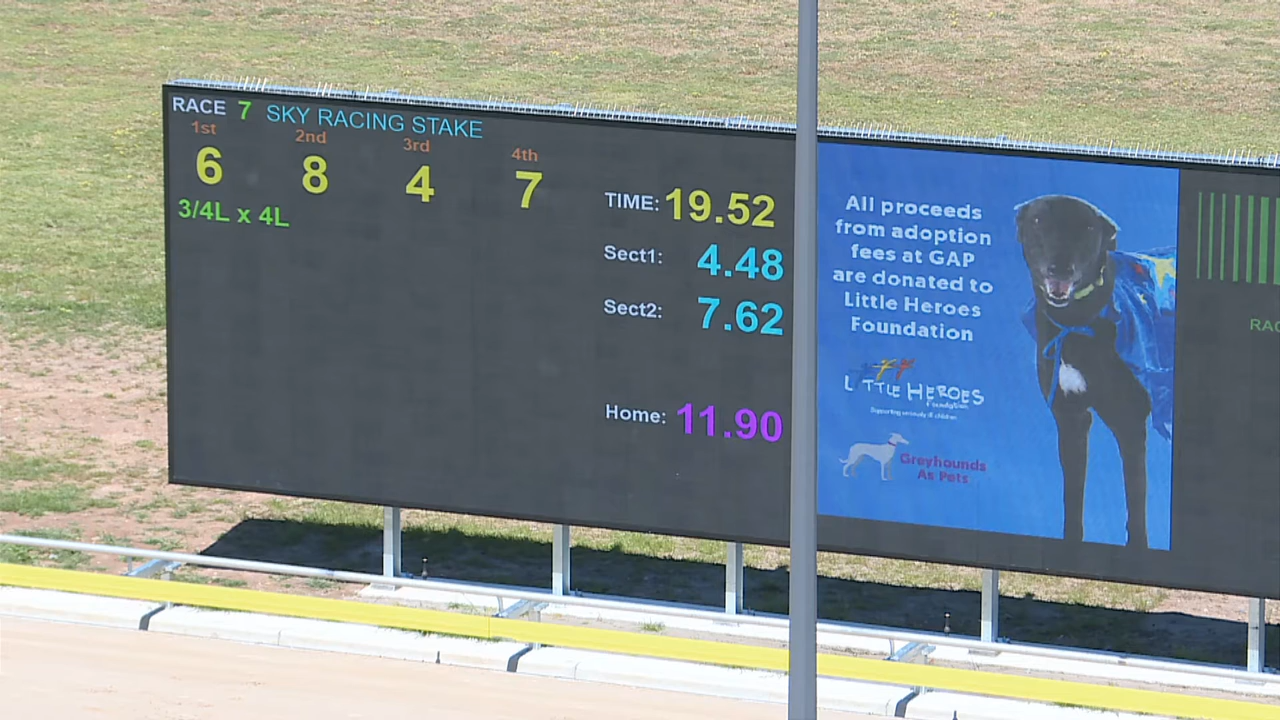 RACE 7 SKY RACING STAKE
1st 2nd 3rd 4th
6 8 4 7
3/4L x 4L
TIME: 19.52
Sect1: 4.48
Sect2: 7.62
Home: 11.90
All proceeds
from adoption
fees at GAP
are donated to
Little Heroes
Foundation
LITTLE HEROES
Foundation
Greyhounds
As Pets